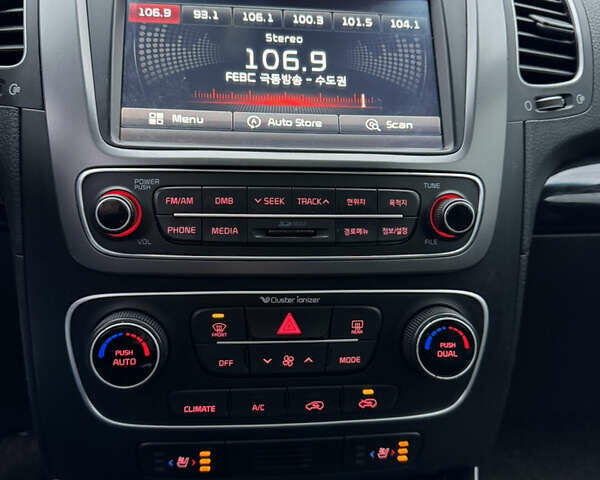 106.9 93.1 106.1 100.3 101.5 104.1
Stereo
106.9
FEBC 극동방송 - 수도권
Menu Auto Store Scan
POWER PUSH
TUNE
FM/AM DMB SEEK TRACK 현위치 목적지
PHONE MEDIA 경로메뉴 정보/설정
VOL
FILE
Cluster ionizer
FRONT
REAR
PUSH AUTO
PUSH DUAL
OFF MODE
CLIMATE A/C